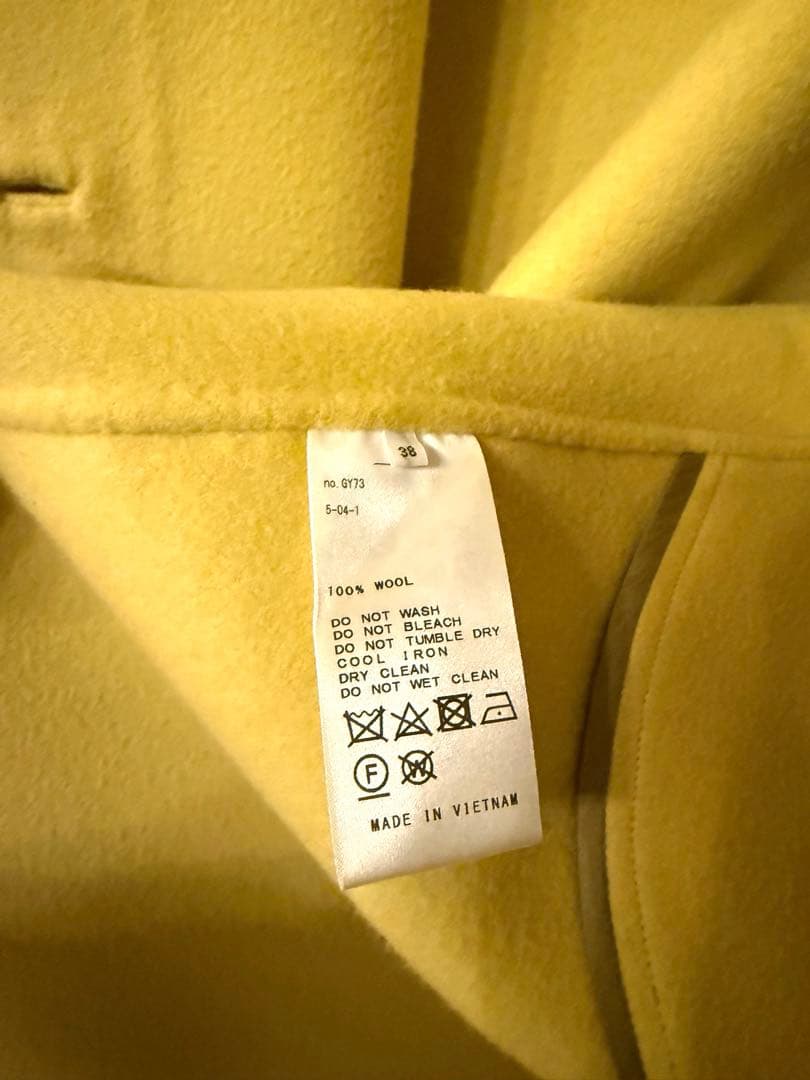 38
no. GY73
5-04-1
100% WOOL
DO NOT WASH
DO NOT BLEACH
DO NOT TUMBLE DRY
COOL IRON
DRY CLEAN
DO NOT WET CLEAN
F W
MADE IN VIETNAM